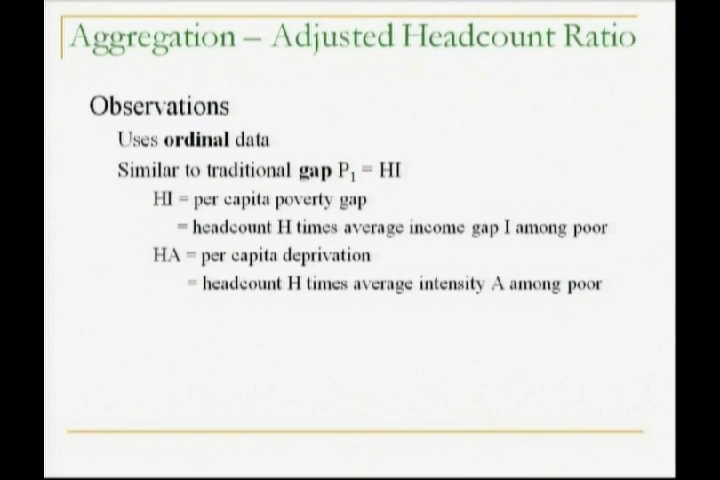 Aggregation – Adjusted Headcount Ratio
Observations
Uses ordinal data
Similar to traditional gap P₁ = HI
HI = per capita poverty gap
= headcount H times average income gap I among poor
HA = per capita deprivation
= headcount H times average intensity A among poor